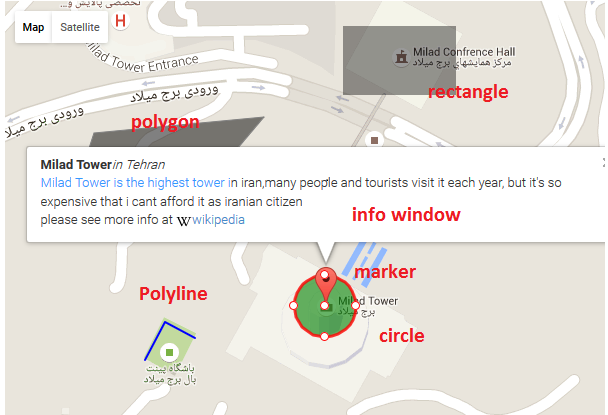 تخصصی پالایش و...
H
Map
Satellite
Milad Tower Entrance
Milad Confrence Hall
مرکز همایشهای برج میلاد
rectangle
ورودی برج میلاد
ورودی برج میلاد
polygon
Milad Towerin Tehran
Milad Tower is the highest tower in iran,many people and tourists visit it each year, but it's so
expensive that i cant afford it as iranian citizen
please see more info at W wikipedia
info window
marker
Polyline
Milad Tower
برج میلاد
circle
باشگاه پینت
بال برج میلاد